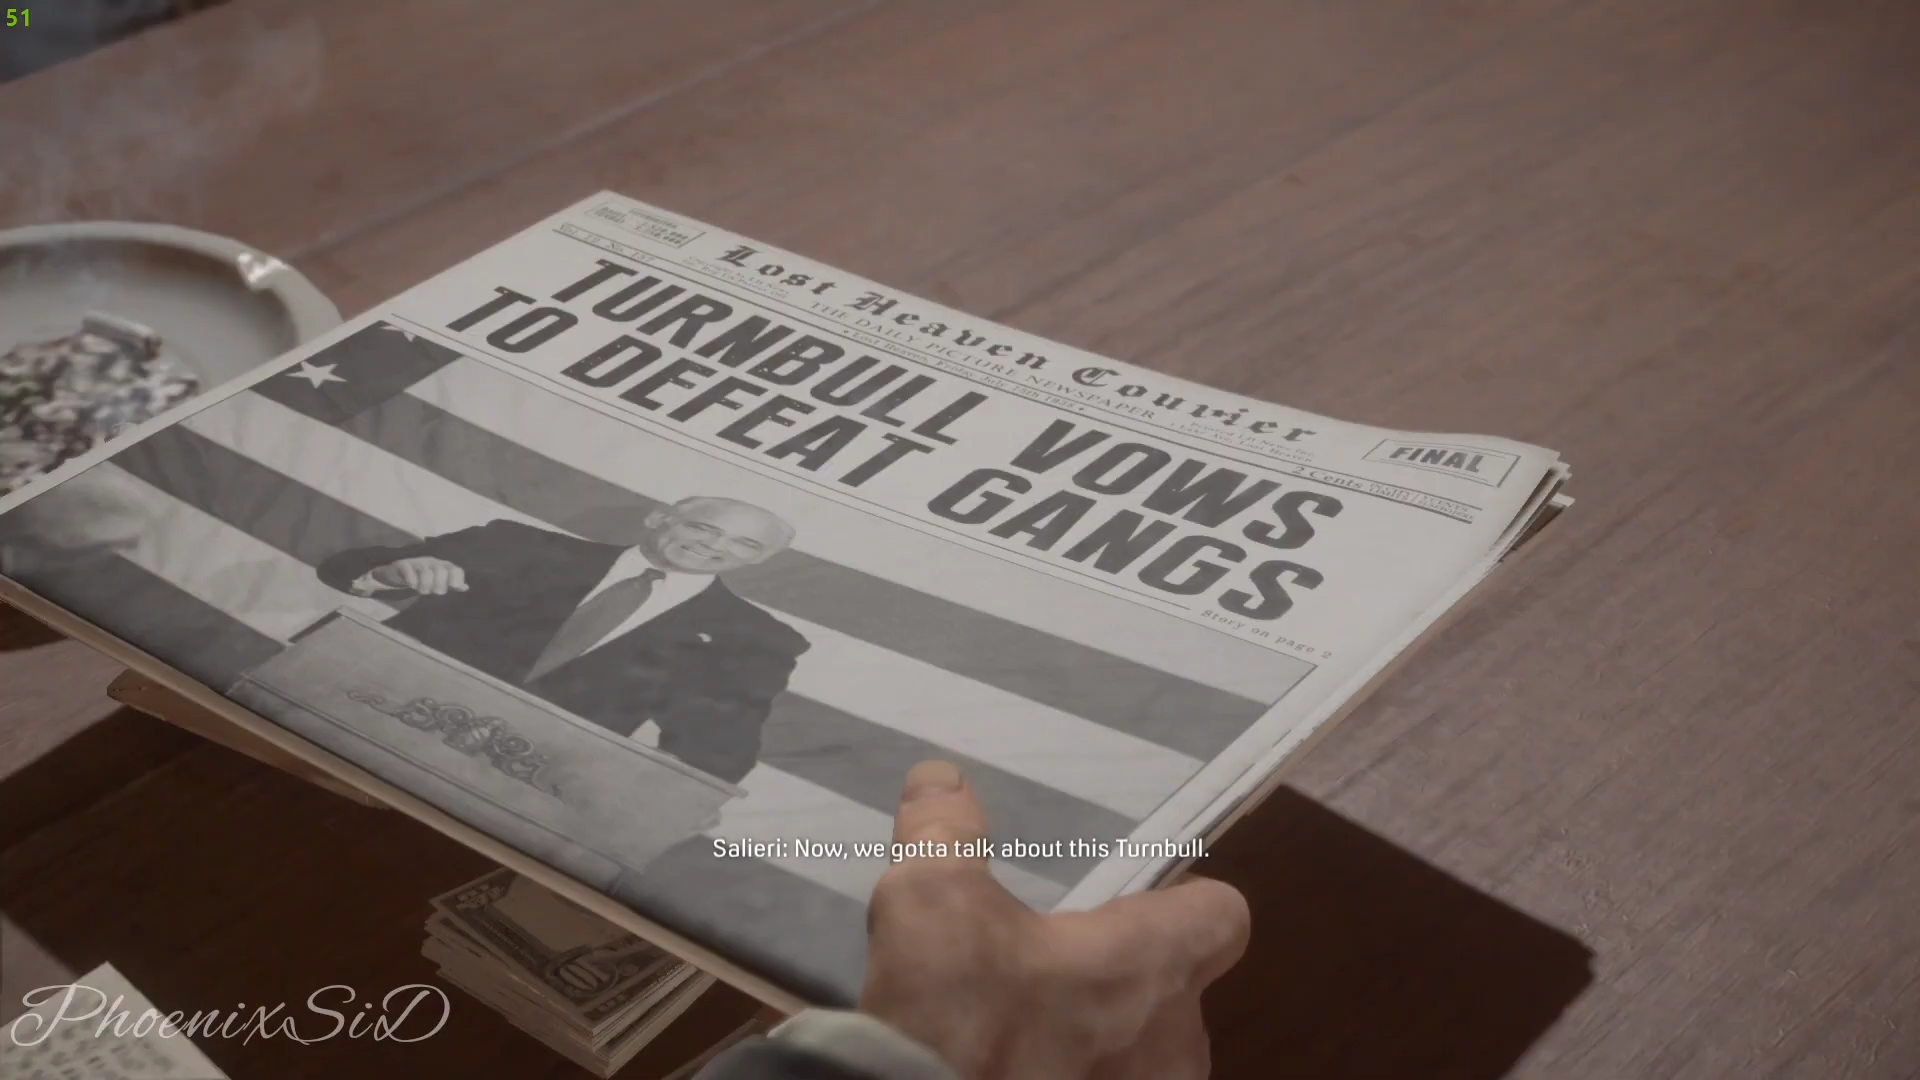 51
Lost Heaven Courier
THE DAILY PICTURE NEWSPAPER
2 Cents
FINAL
TURNBULL VOWS
TO DEFEAT GANGS
Story on page 2
Salieri: Now, we gotta talk about this Turnbull.
10
PhoenixSiD